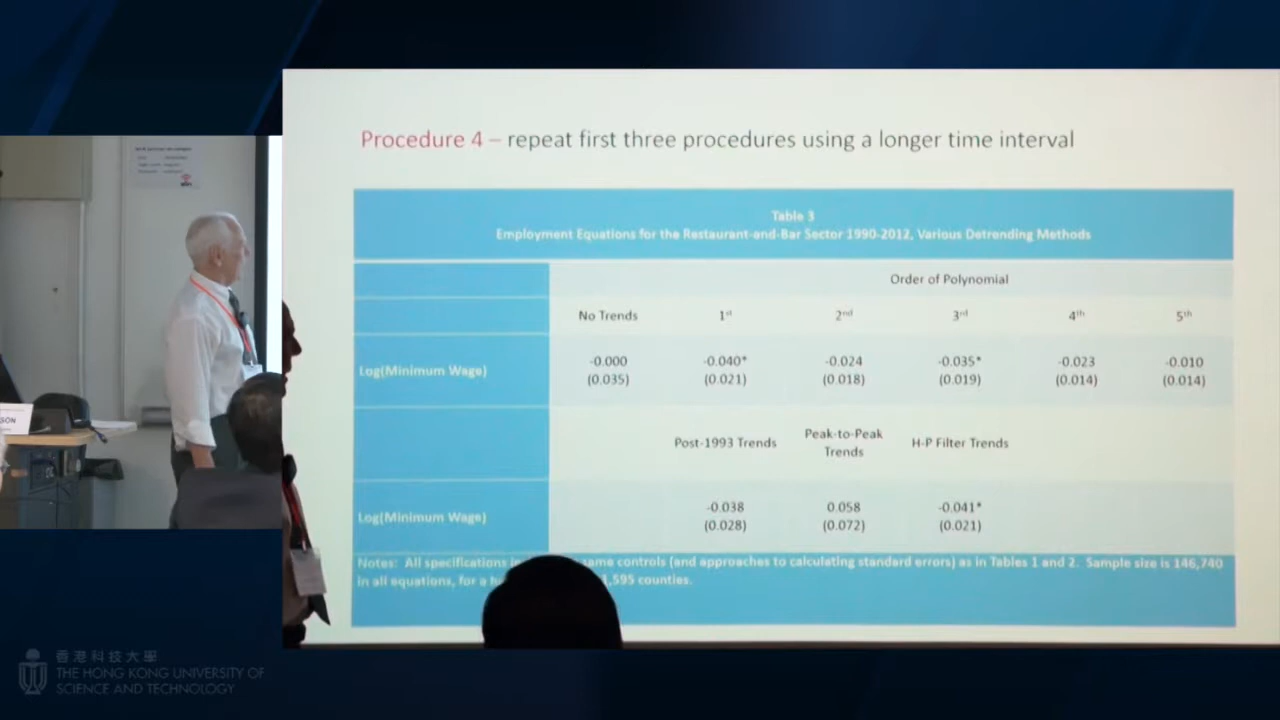 Procedure 4 – repeat first three procedures using a longer time interval
Table 3
Employment Equations for the Restaurant-and-Bar Sector 1990-2012, Various Detrending Methods
Order of Polynomial
No Trends 1st 2nd 3rd 4th 5th
Log(Minimum Wage) -0.000 -0.040* -0.024 -0.035* -0.023 -0.010
(0.035) (0.021) (0.018) (0.019) (0.014) (0.014)
Post-1993 Trends Peak-to-Peak Trends H-P Filter Trends
Log(Minimum Wage) -0.038 0.058 -0.041*
(0.028) (0.072) (0.021)
Notes: All specifications same controls (and approaches to calculating standard errors) as in Tables 1 and 2. Sample size is 146,740
in all equations, for a 1,595 counties.
SON
香港科技大學
THE HONG KONG UNIVERSITY OF
SCIENCE AND TECHNOLOGY